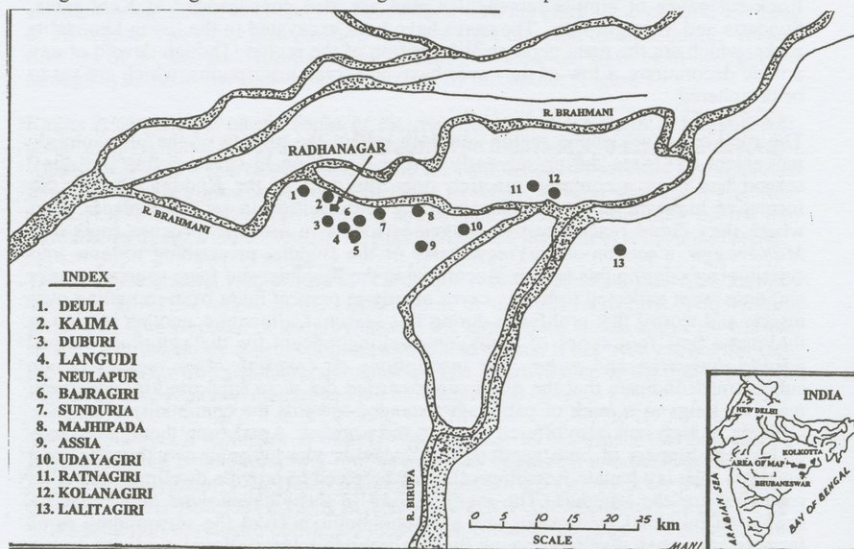 R. BRAHMANI
RADHANAGAR
R. BRAHMANI
1
2
3
4
5
6
7
8
9
10
11
12
13
INDEX
1. DEULI
2. KAIMA
3. DUBURI
4. LANGUDI
5. NEULAPUR
6. BAJRAGIRI
7. SUNDURIA
8. MAJHIPADA
9. ASSIA
10. UDAYAGIRI
11. RATNAGIRI
12. KOLANAGIRI
13. LALITAGIRI
R. BIRUPA
0 5 10 15 20 25 km
SCALE
MANI
INDIA
NEW DELHI
KOLKOTTA
AREA OF MAP
BHUBANESWAR
ARABIAN SEA
BAY OF BENGAL